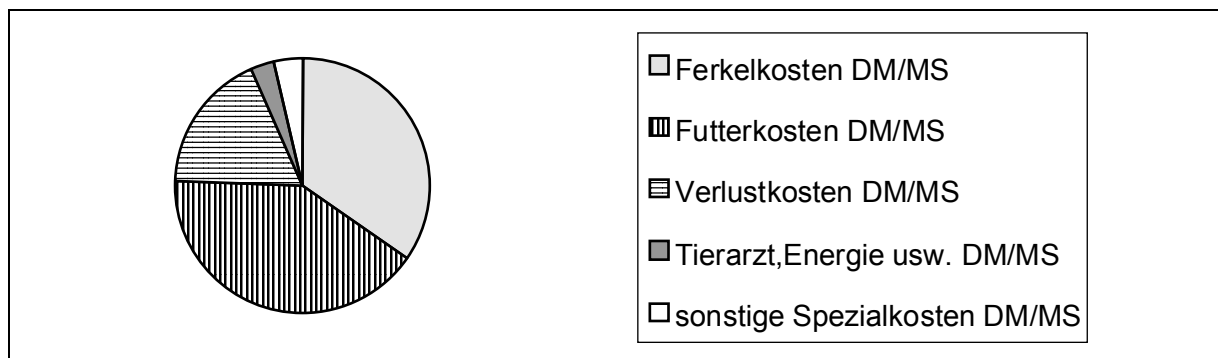 Ferkelkosten DM/MS
Futterkosten DM/MS
Verlustkosten DM/MS
Tierarzt,Energie usw. DM/MS
sonstige Spezialkosten DM/MS